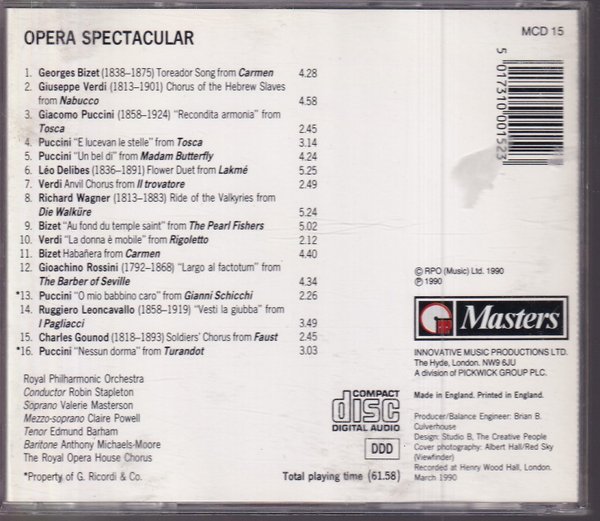 OPERA SPECTACULAR
MCD 15
1. Georges Bizet (1838–1875) Toreador Song from Carmen 4.28
2. Giuseppe Verdi (1813–1901) Chorus of the Hebrew Slaves
from Nabucco 4.58
3. Giacomo Puccini (1858–1924) "Recondita armonia" from
Tosca 2.45
4. Puccini "E lucevan le stelle" from Tosca 3.14
5. Puccini "Un bel di" from Madam Butterfly 4.24
6. Léo Delibes (1836–1891) Flower Duet from Lakmé 5.25
7. Verdi Anvil Chorus from Il trovatore 2.49
8. Richard Wagner (1813–1883) Ride of the Valkyries from
Die Walküre 5.24
9. Bizet "Au fond du temple saint" from The Pearl Fishers 5.02
10. Verdi "La donna è mobile" from Rigoletto 2.12
11. Bizet Habañera from Carmen 4.40
12. Gioachino Rossini (1792–1868) "Largo al factotum" from
The Barber of Seville 4.34
*13. Puccini "O mio babbino caro" from Gianni Schicchi 2.26
14. Ruggiero Leoncavallo (1858–1919) "Vesti la giubba" from
I Pagliacci 3.49
15. Charles Gounod (1818–1893) Soldiers' Chorus from Faust 2.45
*16. Puccini "Nessun dorma" from Turandot 3.03
Royal Philharmonic Orchestra
Conductor Robin Stapleton
Soprano Valerie Masterson
Mezzo-soprano Claire Powell
Tenor Edmund Barham
Baritone Anthony Michaels-Moore
The Royal Opera House Chorus
*Property of G. Ricordi & Co.
COMPACT
disc
DIGITAL AUDIO
DDD
Total playing time (61.58)
5 017310 001523
© RPO (Music) Ltd. 1990
℗ 1990
Masters
INNOVATIVE MUSIC PRODUCTIONS LTD.
The Hyde, London. NW9 6JU
A division of PICKWICK GROUP PLC.
Made in England. Printed in England.
Producer/Balance Engineer: Brian B.
Culverhouse
Design: Studio B, The Creative People
Cover photography: Albert Hall/Red Sky
(Viewfinder)
Recorded at Henry Wood Hall, London.
March 1990